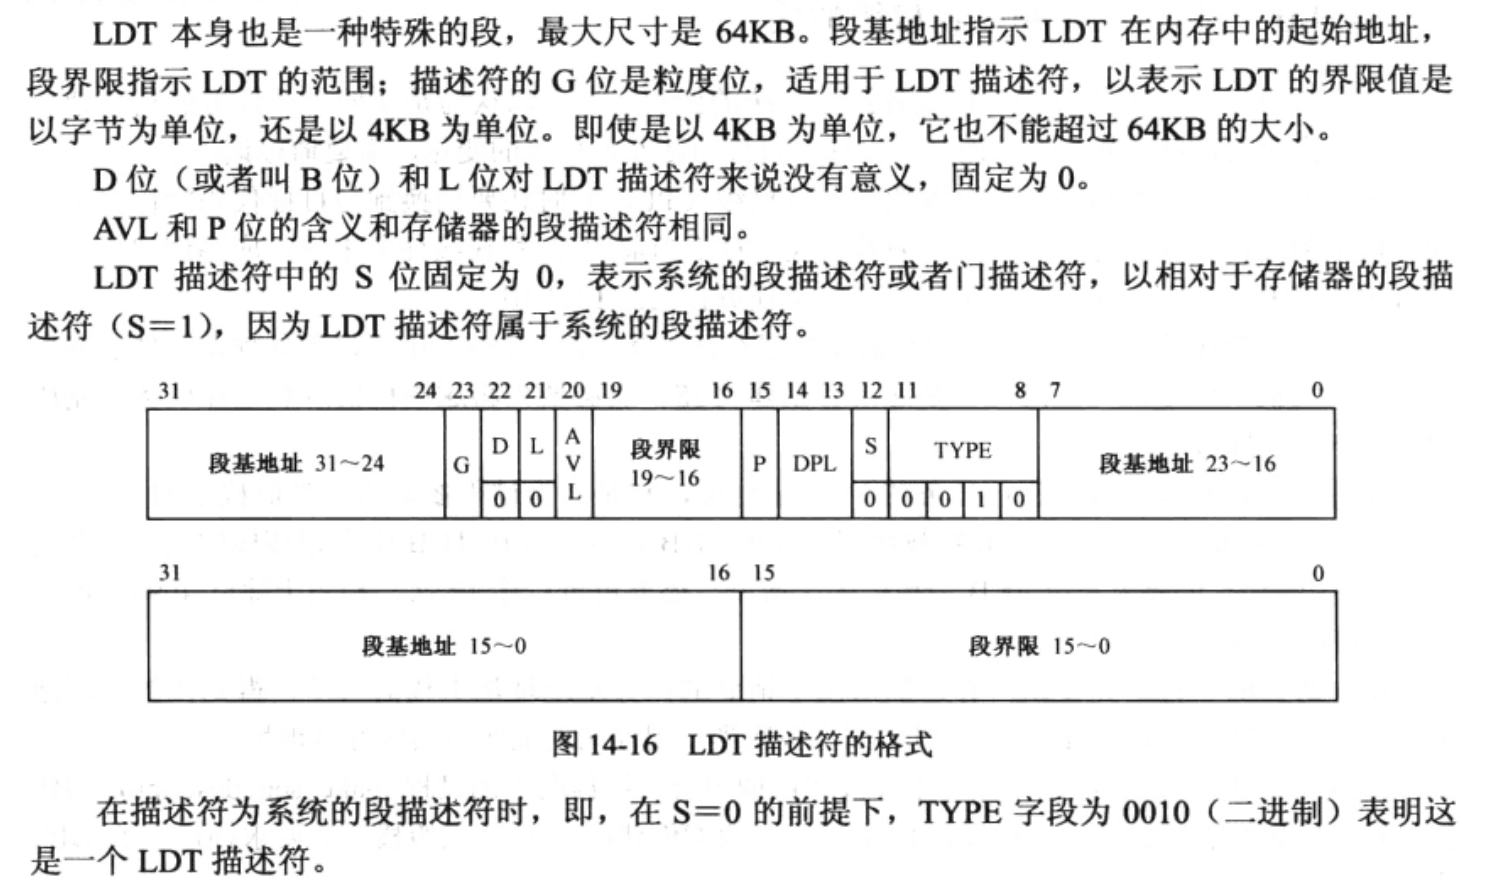 LDT 本身也是一种特殊的段，最大尺寸是 64KB。段基地址指示 LDT 在内存中的起始地址，
段界限指示 LDT 的范围；描述符的 G 位是粒度位，适用于 LDT 描述符，以表示 LDT 的界限值是
以字节为单位，还是以 4KB 为单位。即使是以 4KB 为单位，它也不能超过 64KB 的大小。
D 位（或者叫 B 位）和 L 位对 LDT 描述符来说没有意义，固定为 0。
AVL 和 P 位的含义和存储器的段描述符相同。
LDT 描述符中的 S 位固定为 0，表示系统的段描述符或者门描述符，以相对于存储器的段描
述符（S＝1），因为 LDT 描述符属于系统的段描述符。
31 24 23 22 21 20 19 16 15 14 13 12 11 8 7 0
段基地址 31～24 G D L AVL 段界限 19～16 P DPL S TYPE 段基地址 23～16
0 0 0 0 0 1 0
31 16 15 0
段基地址 15～0 段界限 15～0
图 14-16 LDT 描述符的格式
在描述符为系统的段描述符时，即，在 S＝0 的前提下，TYPE 字段为 0010（二进制）表明这
是一个 LDT 描述符。